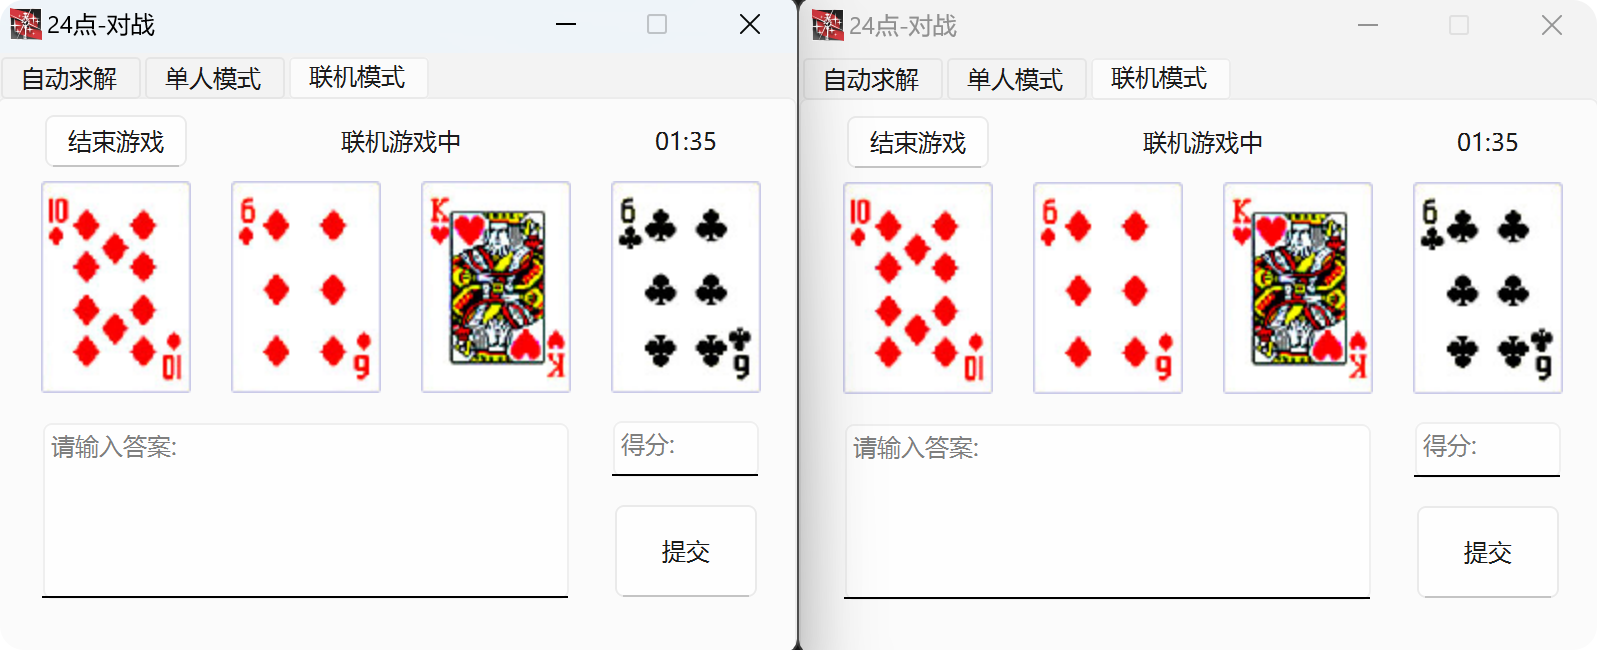 24点-对战
自动求解 单人模式 联机模式
结束游戏 联机游戏中 01:35
10 6 K 6
10 6 K 6
请输入答案: 得分:
提交
24点-对战
自动求解 单人模式 联机模式
结束游戏 联机游戏中 01:35
10 6 K 6
10 6 K 6
请输入答案: 得分:
提交